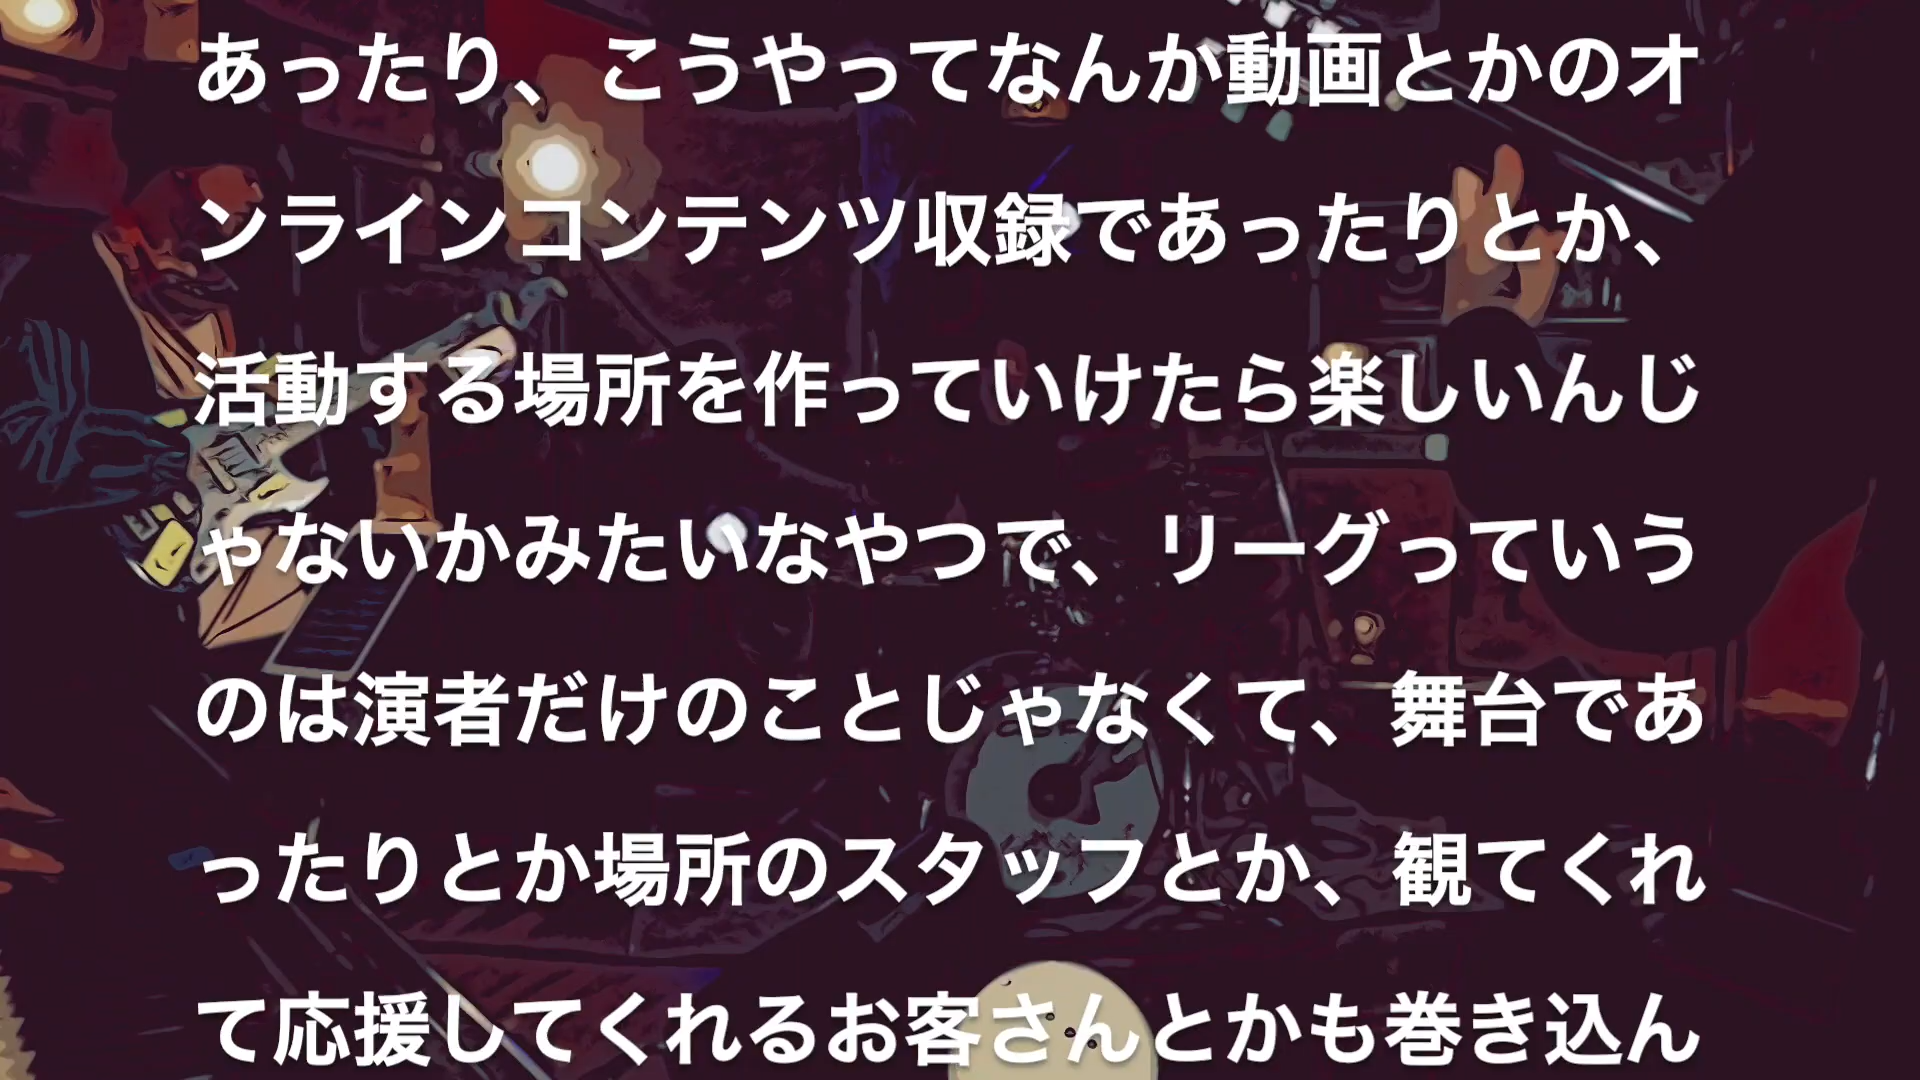 あったり、こうやってなんか動画とかのオ
ンラインコンテンツ収録であったりとか、
活動する場所を作っていけたら楽しいんじ
ゃないかみたいなやつで、リーグっていう
のは演者だけのことじゃなくて、舞台であ
ったりとか場所のスタッフとか、観てくれ
て応援してくれるお客さんとかも巻き込ん